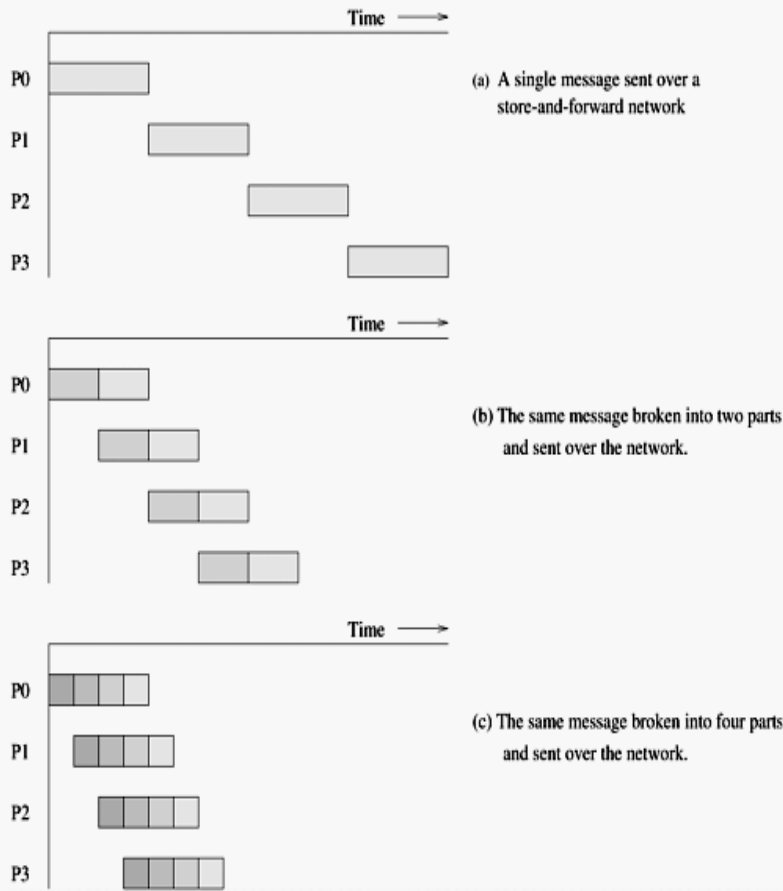 Time
P0
(a) A single message sent over a
store-and-forward network
P1
P2
P3
Time
P0
(b) The same message broken into two parts
and sent over the network.
P1
P2
P3
Time
P0
(c) The same message broken into four parts
and sent over the network.
P1
P2
P3